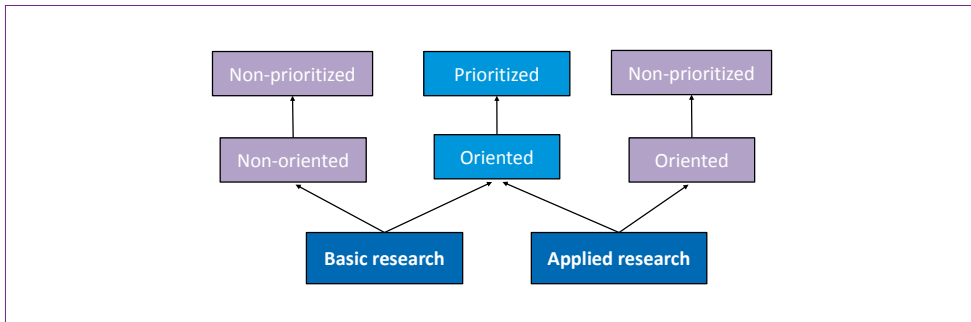 Non-prioritized
Prioritized
Non-prioritized
Non-oriented
Oriented
Oriented
Basic research
Applied research